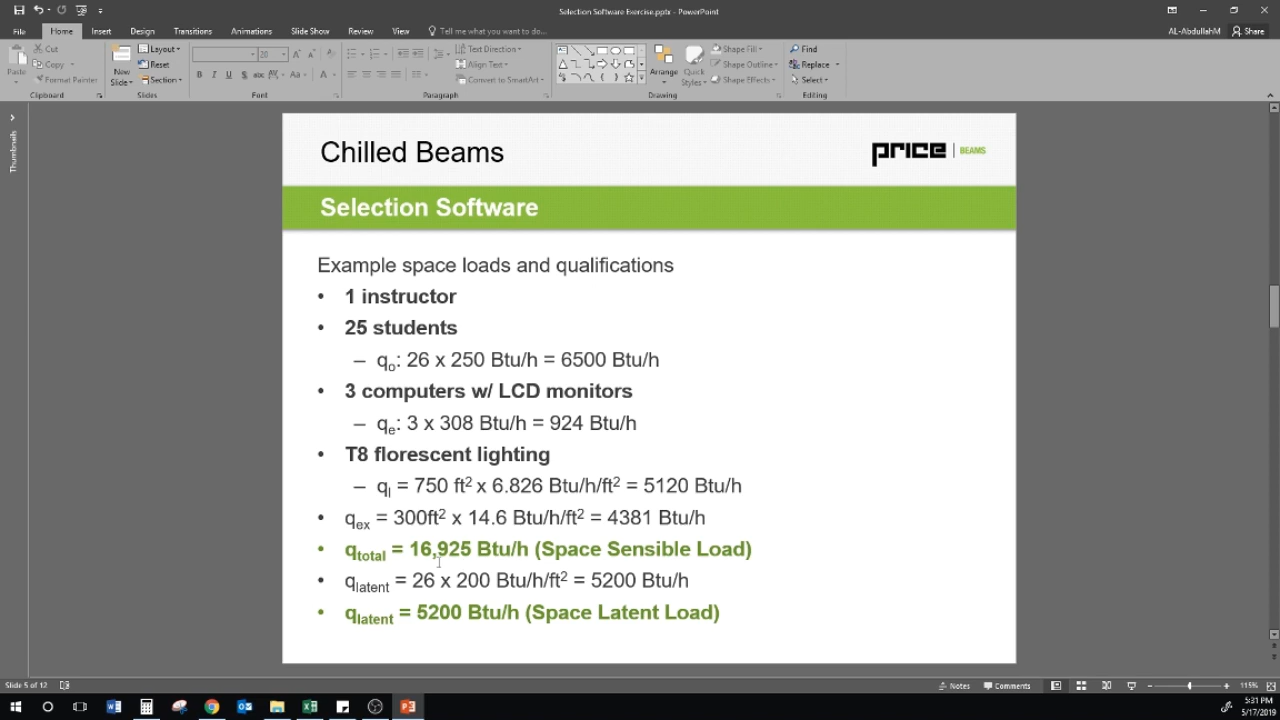 Selection Software Exercise.pptx - PowerPoint
File Home Insert Design Transitions Animations Slide Show Review View Tell me what you want to do... AL-AbdullahM Share
Paste Cut Copy Format Painter Clipboard
New Slide Layout Reset Section Slides
20 B I U S abc AV Aa A Font
Text Direction Align Text Convert to SmartArt Paragraph
Arrange Quick Styles Shape Fill Shape Outline Shape Effects Drawing
Find Replace Select Editing
Thumbnails
Chilled Beams
price | BEAMS
Selection Software
Example space loads and qualifications
• 1 instructor
• 25 students
– qo: 26 x 250 Btu/h = 6500 Btu/h
• 3 computers w/ LCD monitors
– qe: 3 x 308 Btu/h = 924 Btu/h
• T8 florescent lighting
– ql = 750 ft² x 6.826 Btu/h/ft² = 5120 Btu/h
• qex = 300ft² x 14.6 Btu/h/ft² = 4381 Btu/h
• qtotal = 16,925 Btu/h (Space Sensible Load)
• qlatent = 26 x 200 Btu/h/ft² = 5200 Btu/h
• qlatent = 5200 Btu/h (Space Latent Load)
Slide 5 of 12 Notes Comments 115%
5:31 PM
5/17/2019